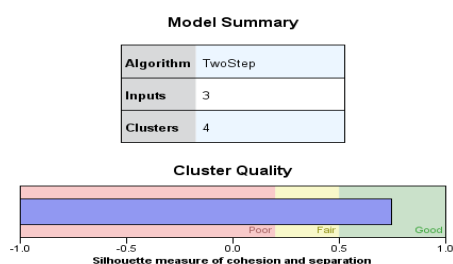 Model Summary
Algorithm TwoStep
Inputs 3
Clusters 4
Cluster Quality
Poor Fair Good
-1.0 -0.5 0.0 0.5 1.0
Silhouette measure of cohesion and separation